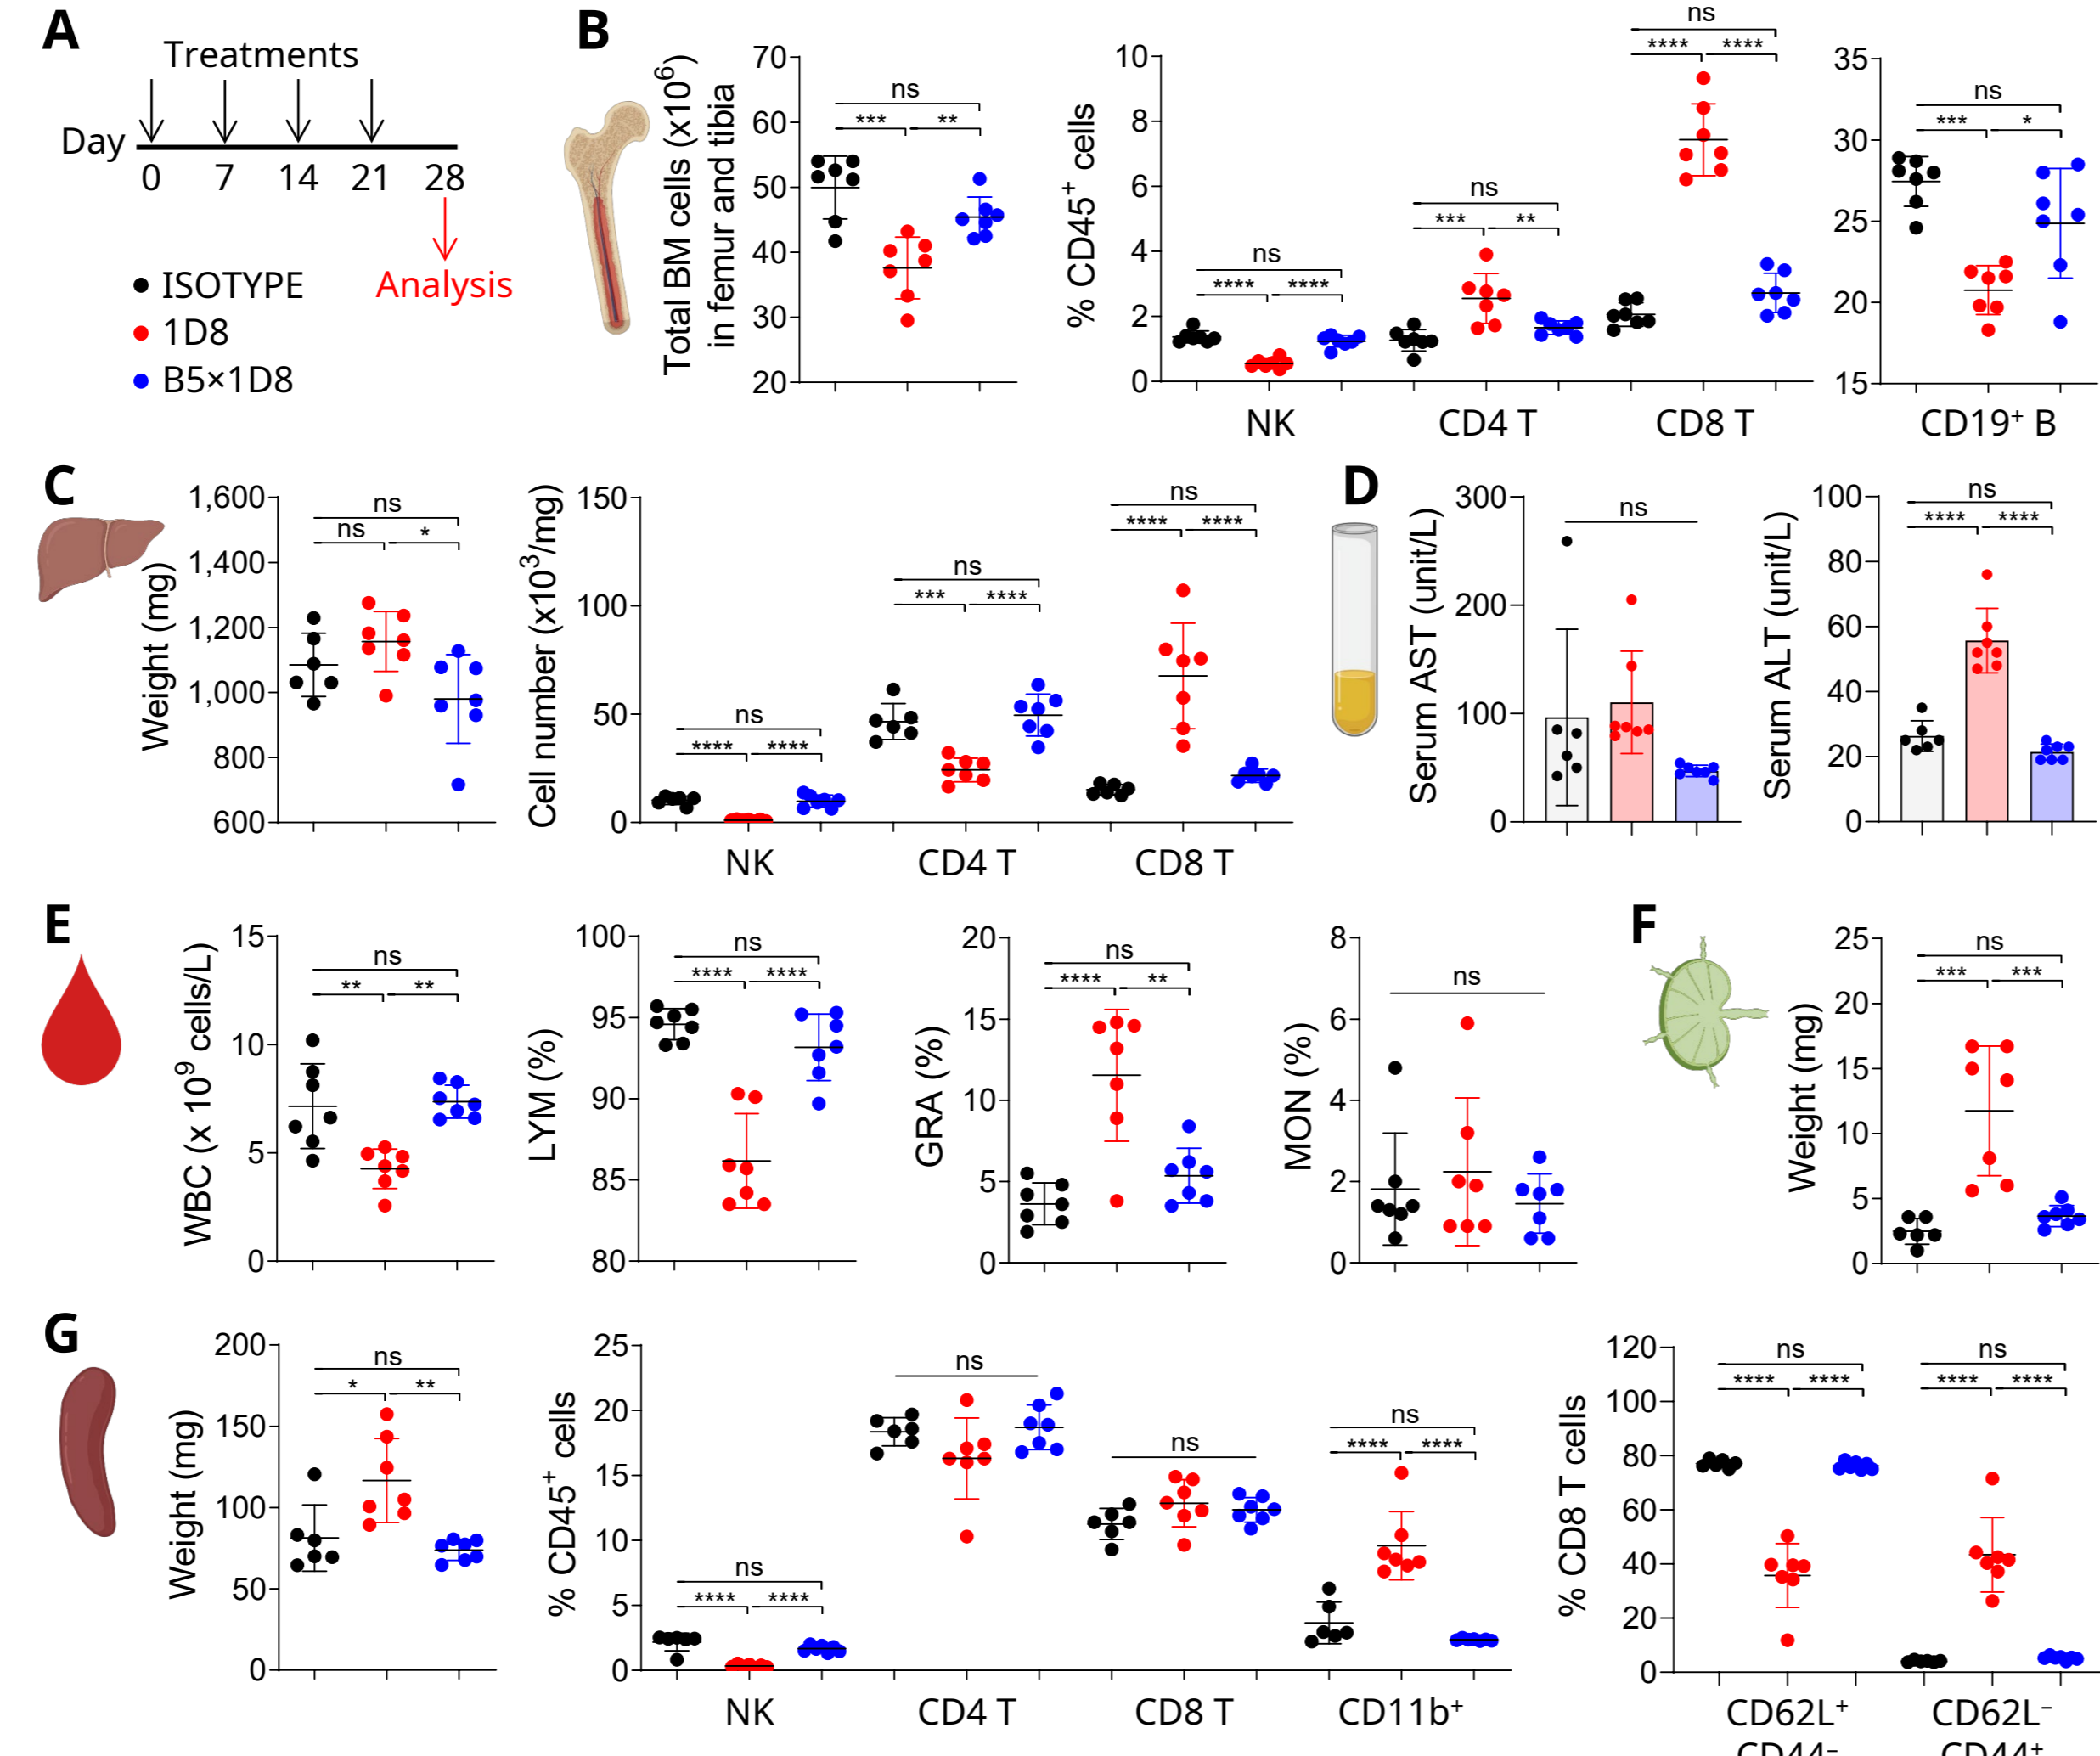 A
Treatments
Day
0 7 14 21 28
Analysis
ISOTYPE
1D8
B5×1D8
B
Total BM cells (x10⁶)
in femur and tibia
70
60
50
40
30
20
ns
*** **
% CD45⁺ cells
10
8
6
4
2
0
ns
**** ****
ns
*** **
ns
**** ****
NK CD4 T CD8 T
35
30
25
20
15
ns
*** *
CD19⁺ B
C
Weight (mg)
1,600
1,400
1,200
1,000
800
600
ns
ns *
Cell number (x10³/mg)
150
100
50
0
ns
**** ****
ns
*** ****
ns
**** ****
NK CD4 T CD8 T
D
Serum AST (unit/L)
300
200
100
0
ns
Serum ALT (unit/L)
100
80
60
40
20
0
ns
**** ****
E
WBC (x 10⁹ cells/L)
15
10
5
0
ns
** **
LYM (%)
100
95
90
85
80
ns
**** ****
GRA (%)
20
15
10
5
0
ns
**** **
MON (%)
8
6
4
2
0
ns
F
Weight (mg)
25
20
15
10
5
0
ns
*** ***
G
Weight (mg)
200
150
100
50
0
ns
* **
% CD45⁺ cells
25
20
15
10
5
0
ns
**** ****
ns
ns
ns
**** ****
NK CD4 T CD8 T CD11b⁺
% CD8 T cells
120
100
80
60
40
20
0
ns
**** ****
ns
**** ****
CD62L⁺ CD62L⁻
CD44⁻ CD44⁺